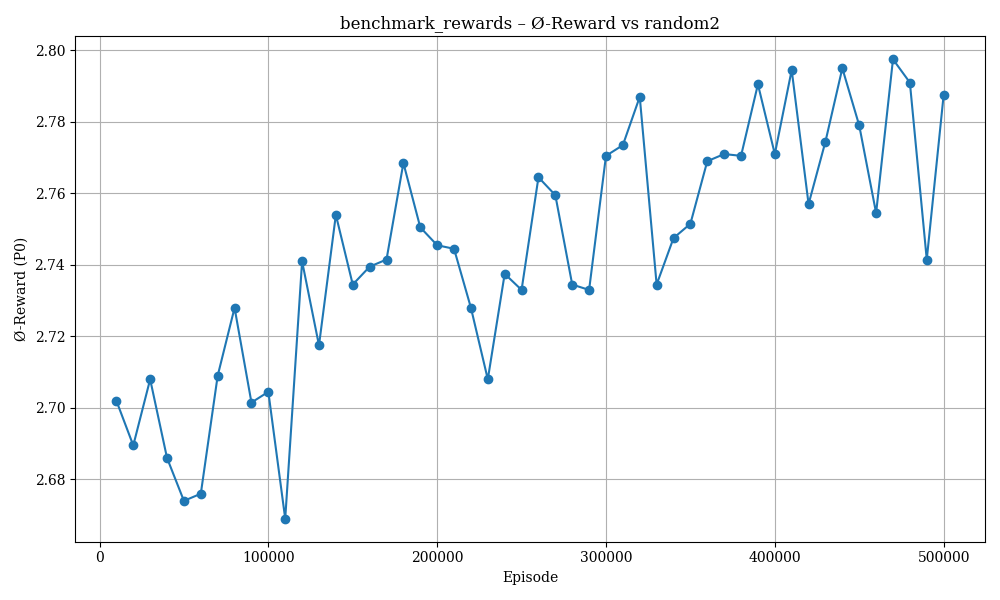 benchmark_rewards – Ø-Reward vs random2
Ø-Reward (P0)
2.80
2.78
2.76
2.74
2.72
2.70
2.68
0 100000 200000 300000 400000 500000
Episode